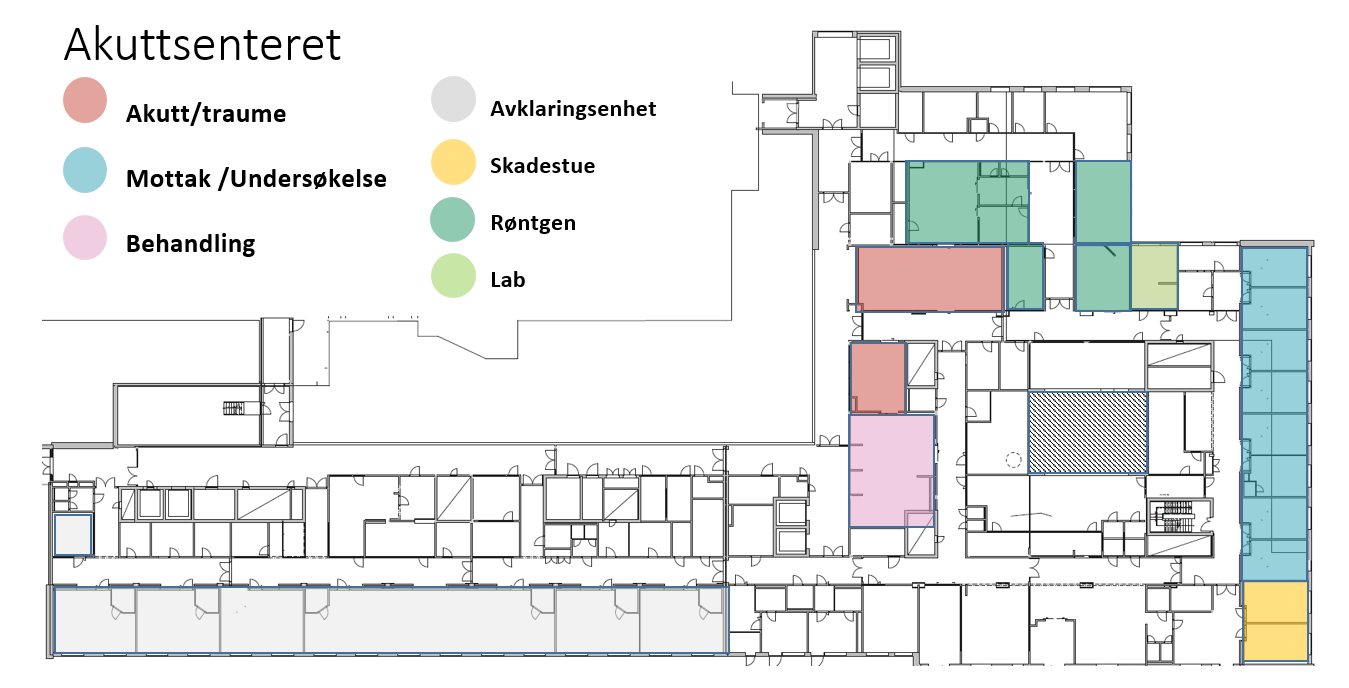 Akuttsenteret
Akutt/traume
Mottak /Undersøkelse
Behandling
Avklaringsenhet
Skadestue
Røntgen
Lab